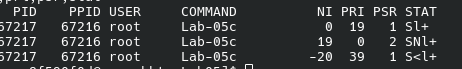 PID PPID USER COMMAND NI PRI PSR STAT
67217 67216 root Lab-05c 0 19 1 Sl+
67217 67216 root Lab-05c 19 0 2 SNl+
67217 67216 root Lab-05c -20 39 1 S<l+